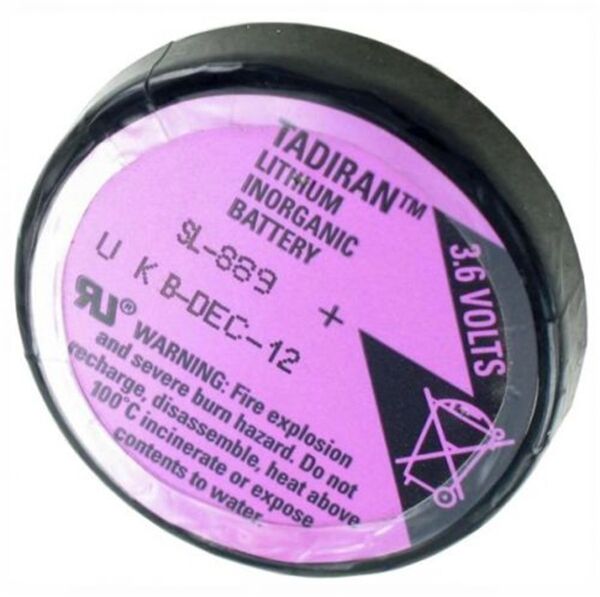 TADIRAN™
LITHIUM
INORGANIC
BATTERY
3.6 VOLTS
SL-889 +
U K B-DEC-12
RU®
WARNING: Fire explosion
and severe burn hazard. Do not
recharge, disassemble, heat above
100°C incinerate or expose
contents to water.